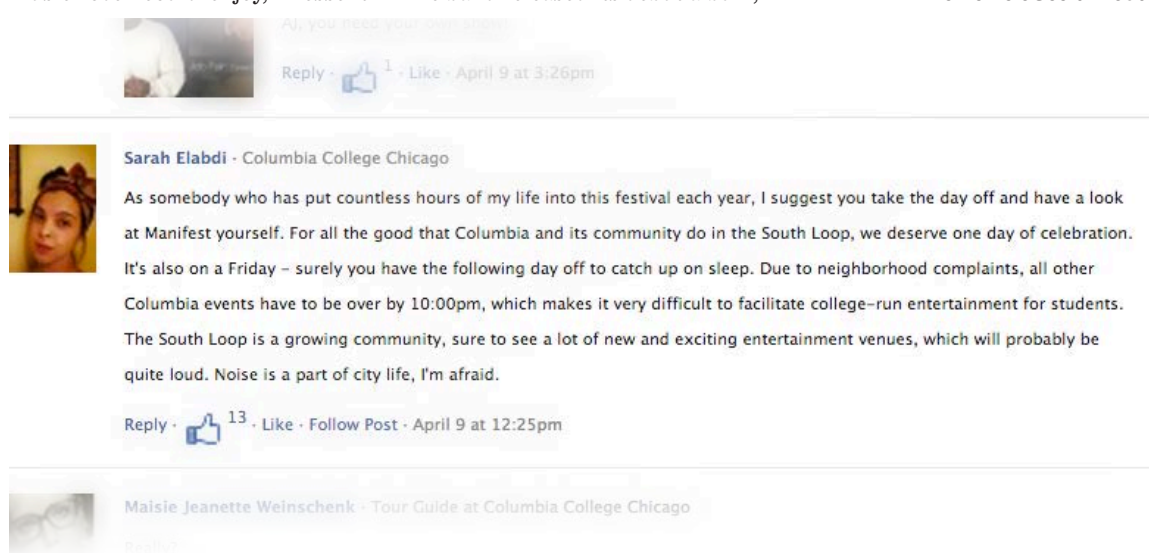 AJ, you need your own show!
Reply · 1 · Like · April 9 at 3:26pm
Sarah Elabdi · Columbia College Chicago
As somebody who has put countless hours of my life into this festival each year, I suggest you take the day off and have a look
at Manifest yourself. For all the good that Columbia and its community do in the South Loop, we deserve one day of celebration.
It's also on a Friday – surely you have the following day off to catch up on sleep. Due to neighborhood complaints, all other
Columbia events have to be over by 10:00pm, which makes it very difficult to facilitate college–run entertainment for students.
The South Loop is a growing community, sure to see a lot of new and exciting entertainment venues, which will probably be
quite loud. Noise is a part of city life, I'm afraid.
Reply · 13 · Like · Follow Post · April 9 at 12:25pm
Maisie Jeanette Weinschenk · Tour Guide at Columbia College Chicago
Really?